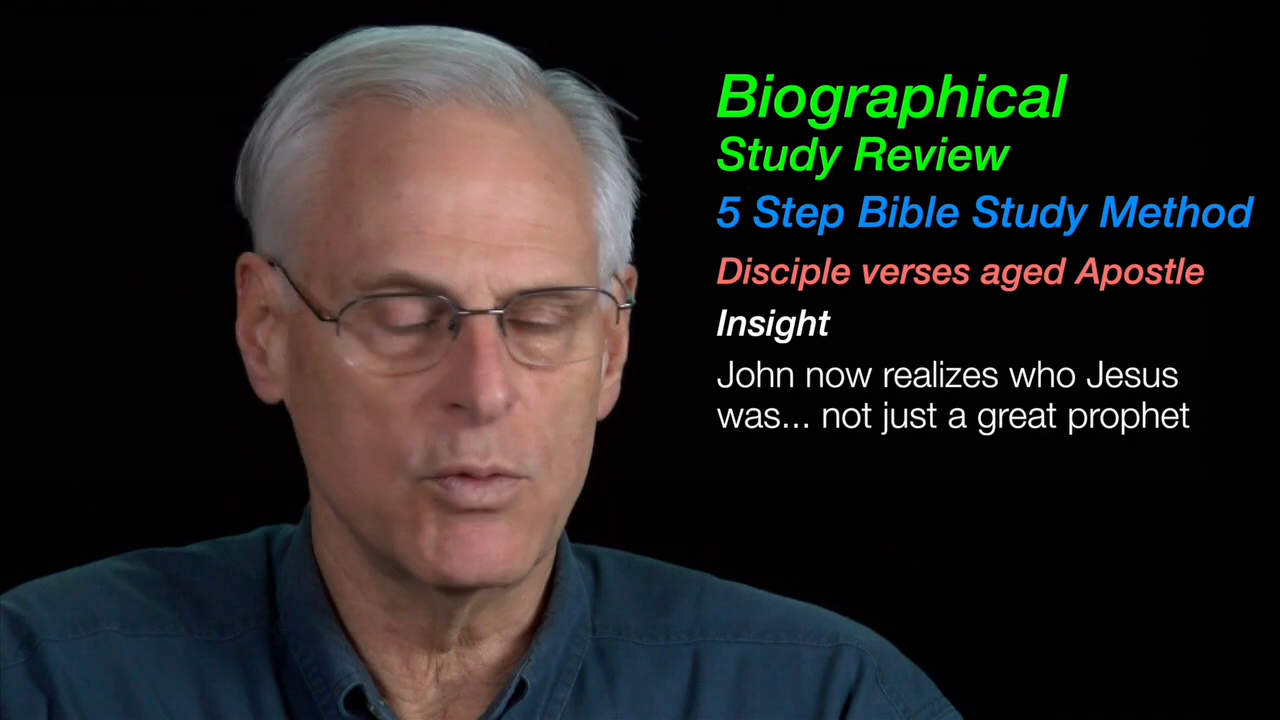 Biographical
Study Review
5 Step Bible Study Method
Disciple verses aged Apostle
Insight
John now realizes who Jesus
was... not just a great prophet